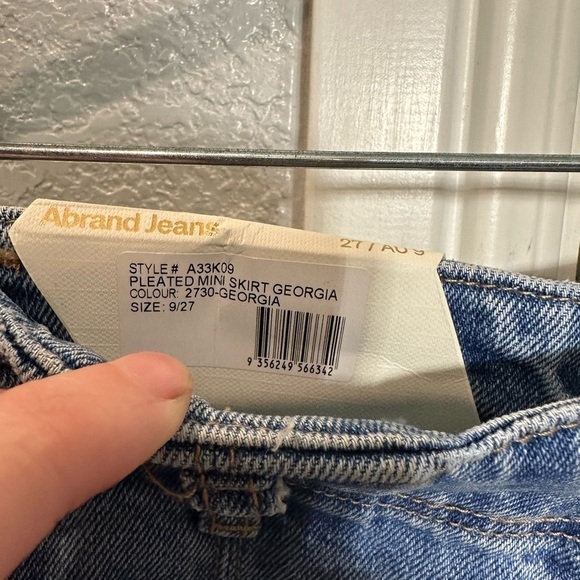 Abrand Jeans
27 / AU 9
STYLE # A33K09
PLEATED MINI SKIRT GEORGIA
COLOUR: 2730-GEORGIA
SIZE: 9/27
9 356249 566342